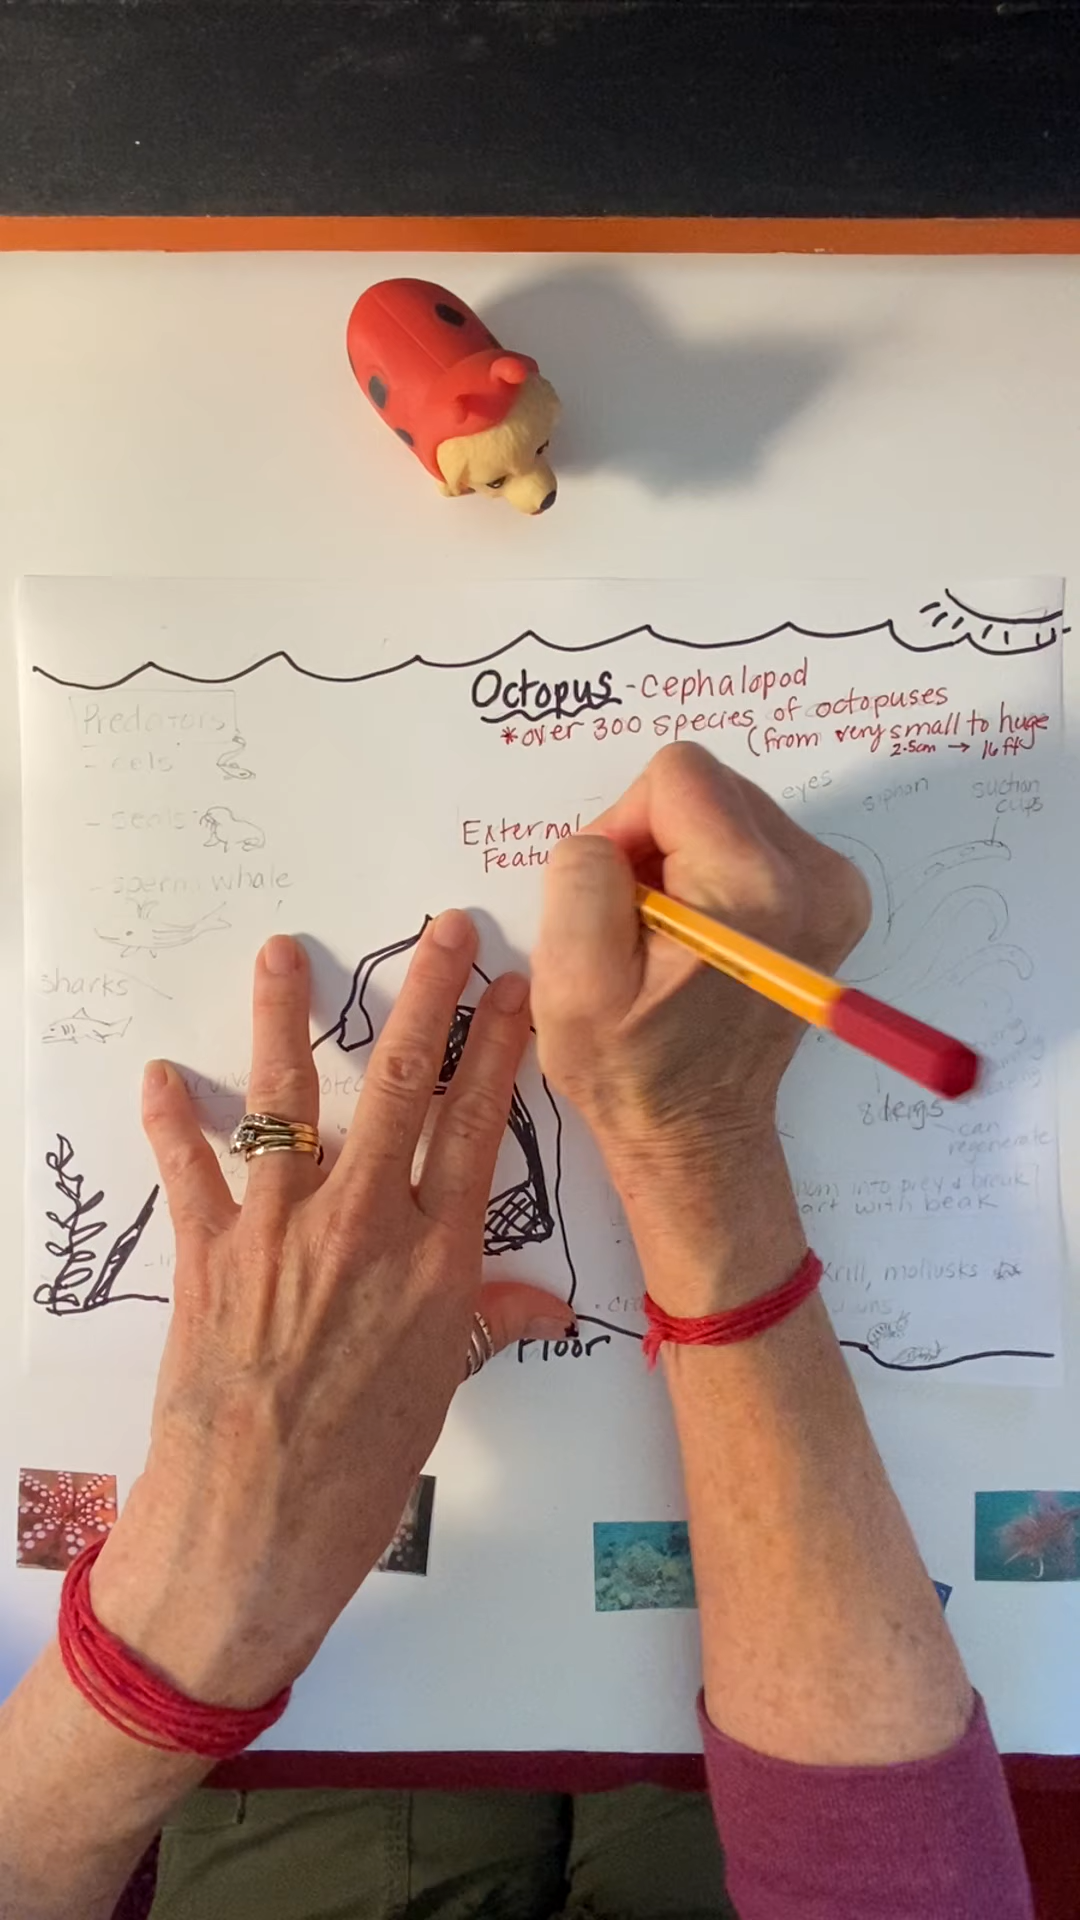 Octopus - Cephalopod
*over 300 species of octopuses
(from very small to huge
2.5cm → 16 ft
Predators
- eels
- seals
- sperm whale
sharks
External
Featu
eyes
siphon
suction
cups
8 legs
can
regenerate
into prey & break
with beak
Krill, mollusks
Floor